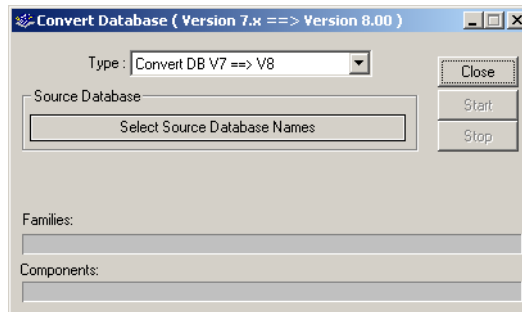 Convert Database ( Version 7.x ==> Version 8.00 )
Type : Convert DB V7 ==> V8
Close
Source Database
Start
Select Source Database Names
Stop
Families:
Components: